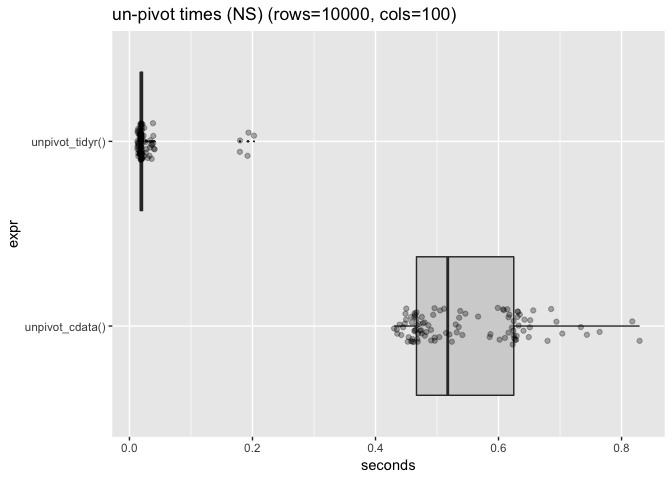 un-pivot times (NS) (rows=10000, cols=100)
expr
unpivot_tidyr()
unpivot_cdata()
0.0 0.2 0.4 0.6 0.8
seconds